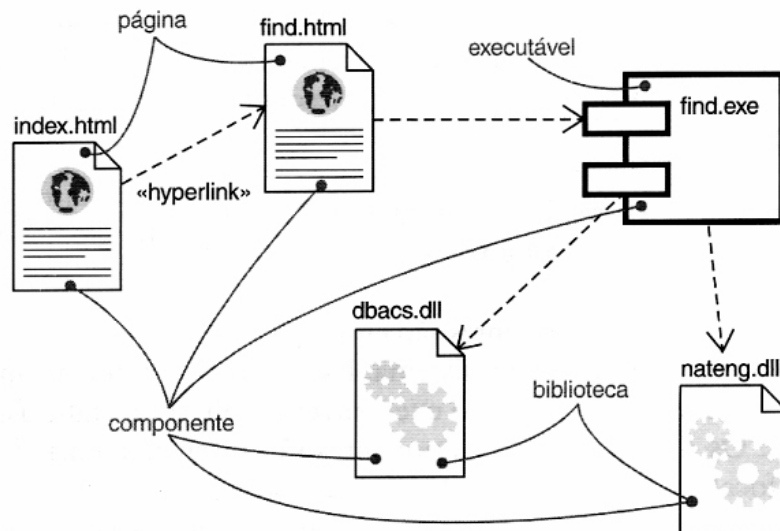 página
find.html
executável
find.exe
index.html
«hyperlink»
dbacs.dll
nateng.dll
biblioteca
componente